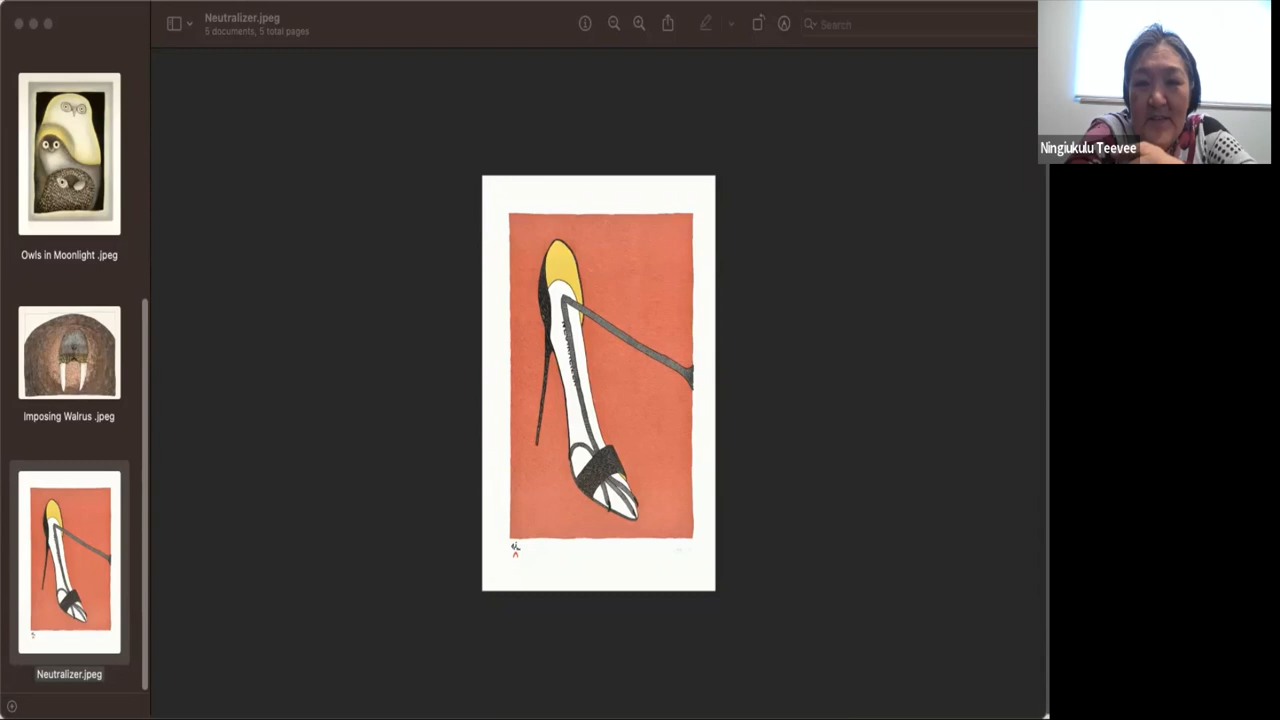 Neutralizer.jpeg
5 documents, 5 total pages
Search
Owls in Moonlight .jpeg
Imposing Walrus .jpeg
Neutralizer.jpeg
Ningiukulu Teevee